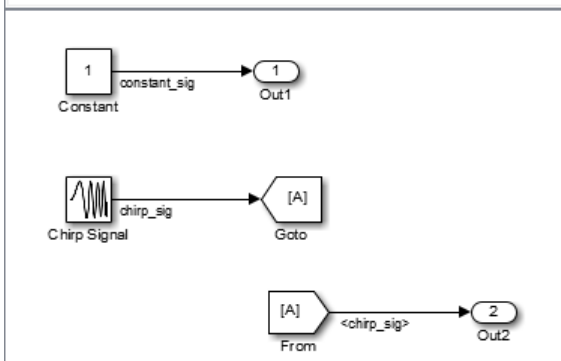 1
constant_sig
1
Constant
Out1
[A]
chirp_sig
Chirp Signal
Goto
[A]
<chirp_sig>
2
From
Out2